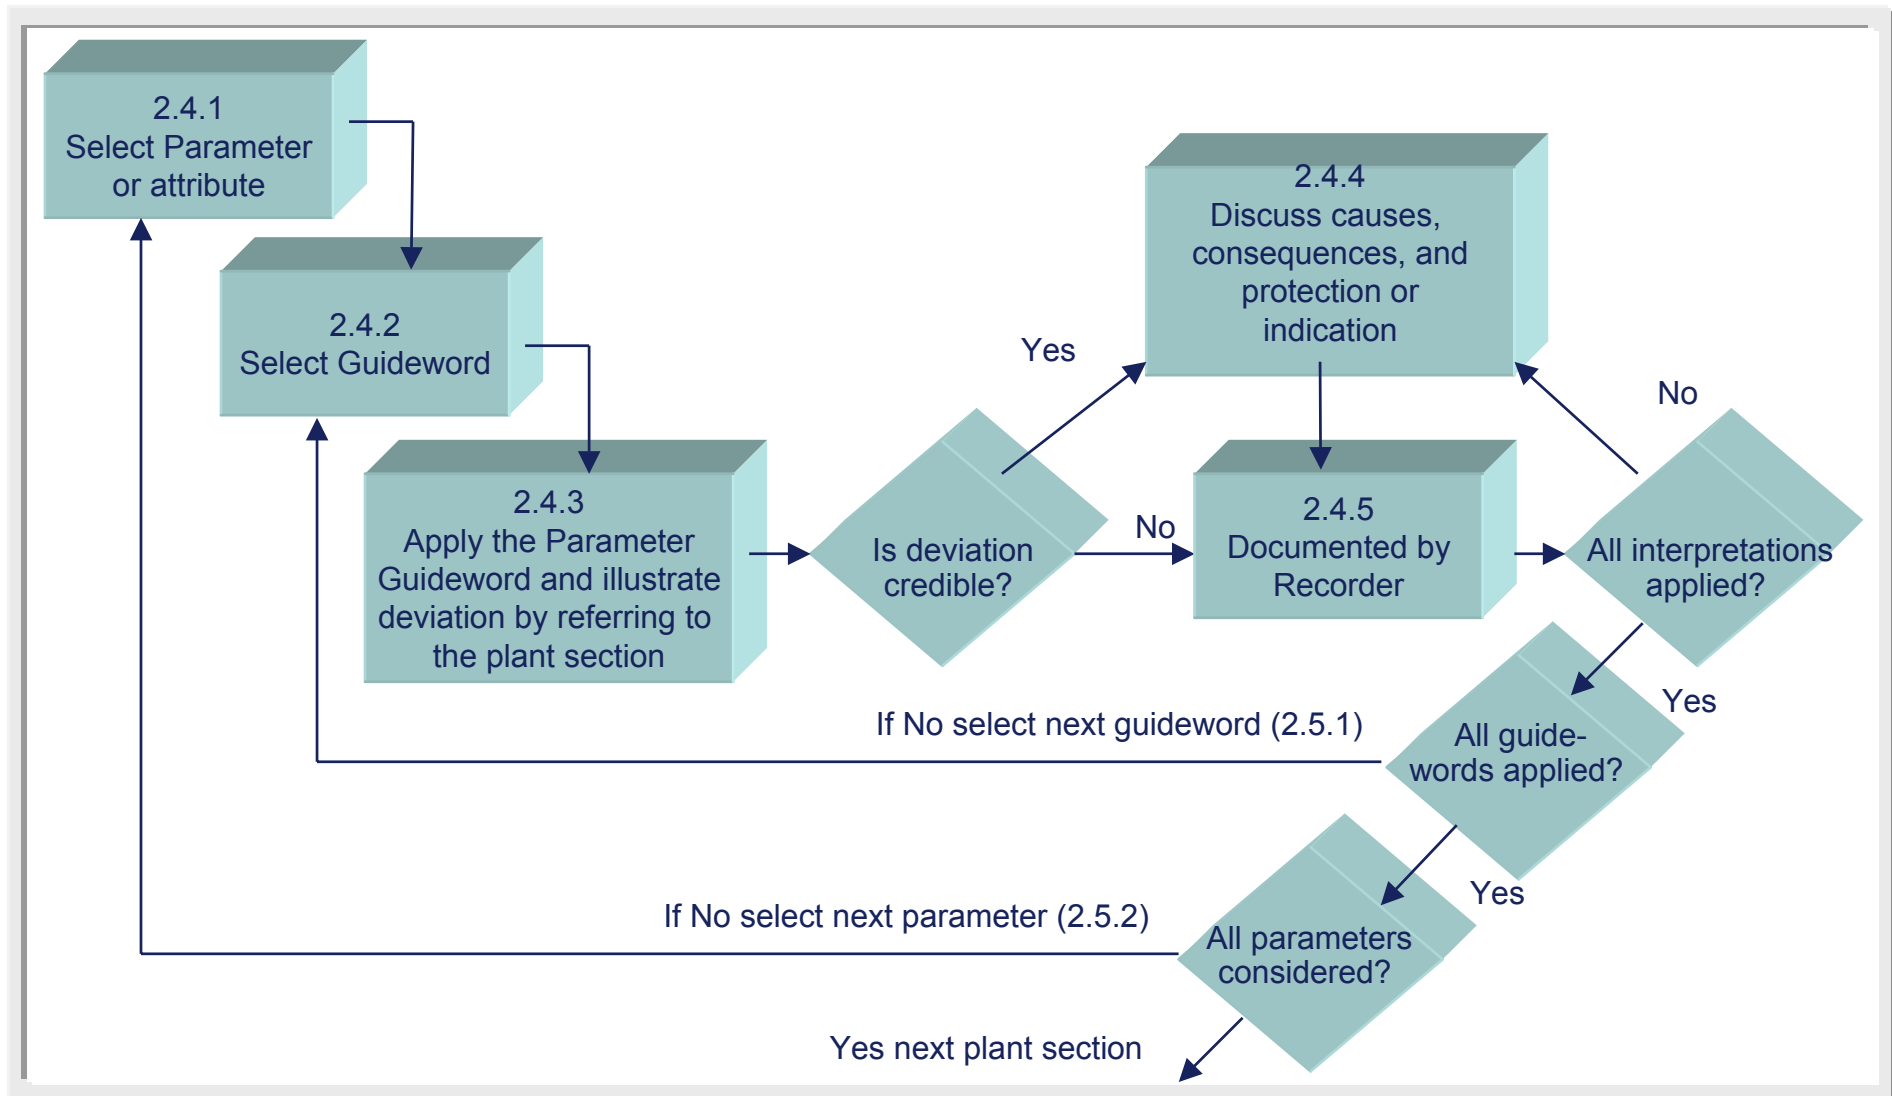 2.4.1
Select Parameter
or attribute
2.4.2
Select Guideword
2.4.3
Apply the Parameter
Guideword and illustrate
deviation by referring to
the plant section
Is deviation
credible?
Yes
No
2.4.4
Discuss causes,
consequences, and
protection or
indication
2.4.5
Documented by
Recorder
No
All interpretations
applied?
Yes
If No select next guideword (2.5.1)
All guide-
words applied?
Yes
If No select next parameter (2.5.2)
All parameters
considered?
Yes next plant section